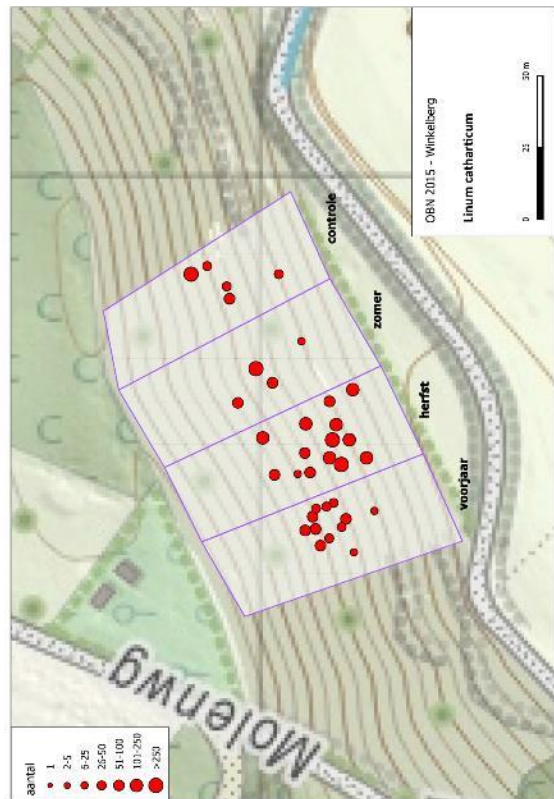 aantal
1
2-5
6-25
26-50
51-100
101-250
>250
Molenwg
voorjaar
herfst
zomer
controle
OBN 2015 - Winkelberg
Linum catharticum
0 25 50 m